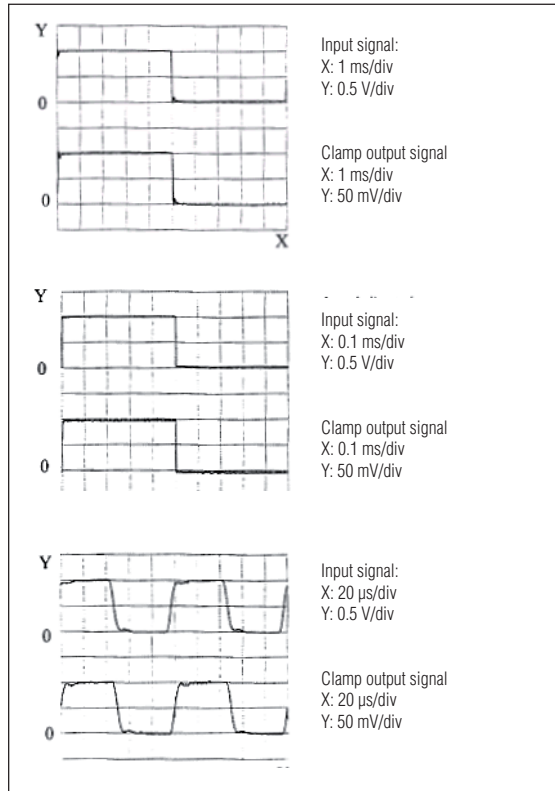 Y
0
0
X
Input signal:
X: 1 ms/div
Y: 0.5 V/div
Clamp output signal
X: 1 ms/div
Y: 50 mV/div
Y
0
0
Input signal:
X: 0.1 ms/div
Y: 0.5 V/div
Clamp output signal
X: 0.1 ms/div
Y: 50 mV/div
Y
0
0
Input signal:
X: 20 µs/div
Y: 0.5 V/div
Clamp output signal
X: 20 µs/div
Y: 50 mV/div